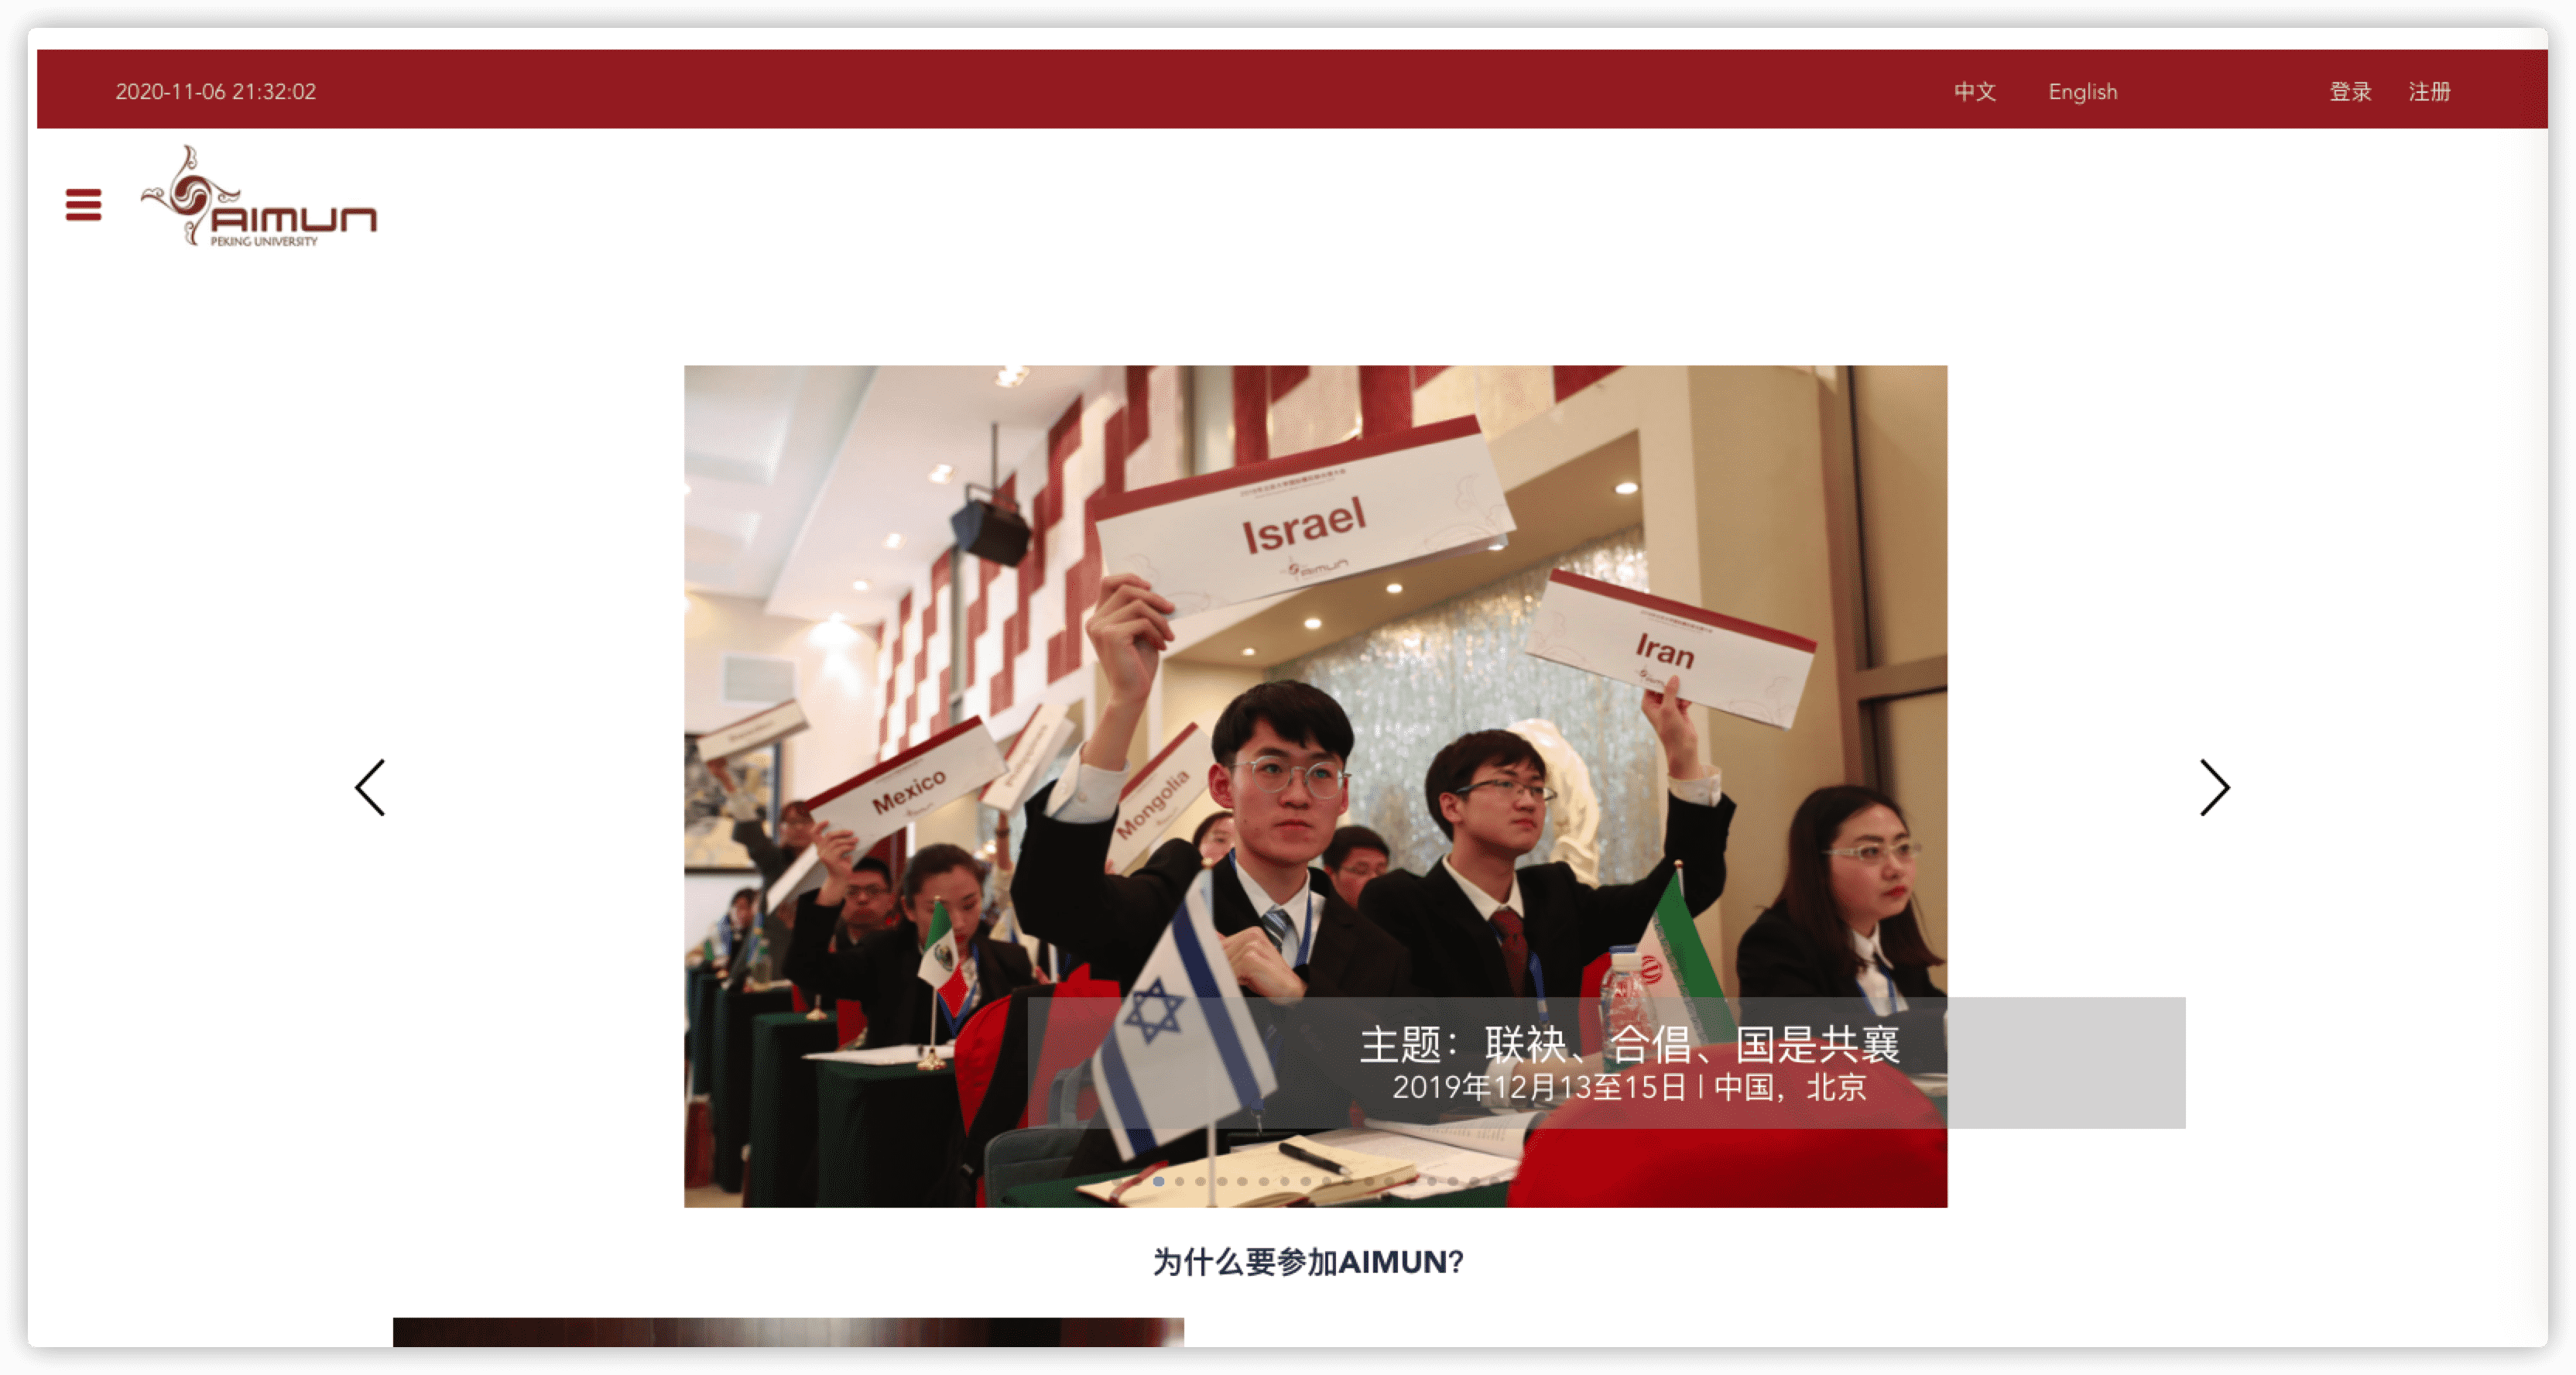 2020-11-06 21:32:02
中文 English 登录 注册
AIMUN
PEKING UNIVERSITY
Israel
AIMUN
Iran
Mexico
Mongolia
主题：联袂、合倡、国是共襄
2019年12月13至15日 | 中国，北京
为什么要参加AIMUN?